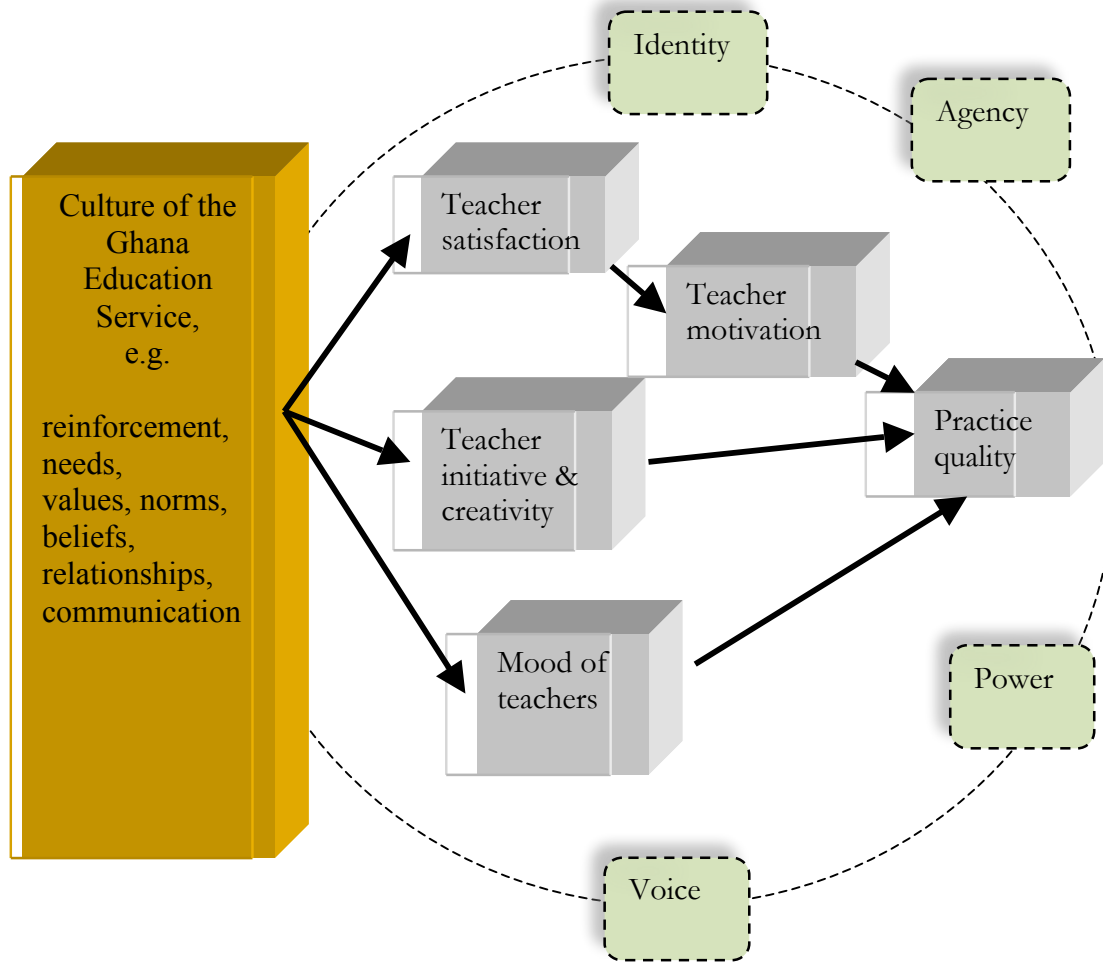 Identity
Agency
Culture of the
Ghana
Education
Service,
e.g.
reinforcement,
needs,
values, norms,
beliefs,
relationships,
communication
Teacher
satisfaction
Teacher
motivation
Teacher
initiative &
creativity
Practice
quality
Mood of
teachers
Power
Voice